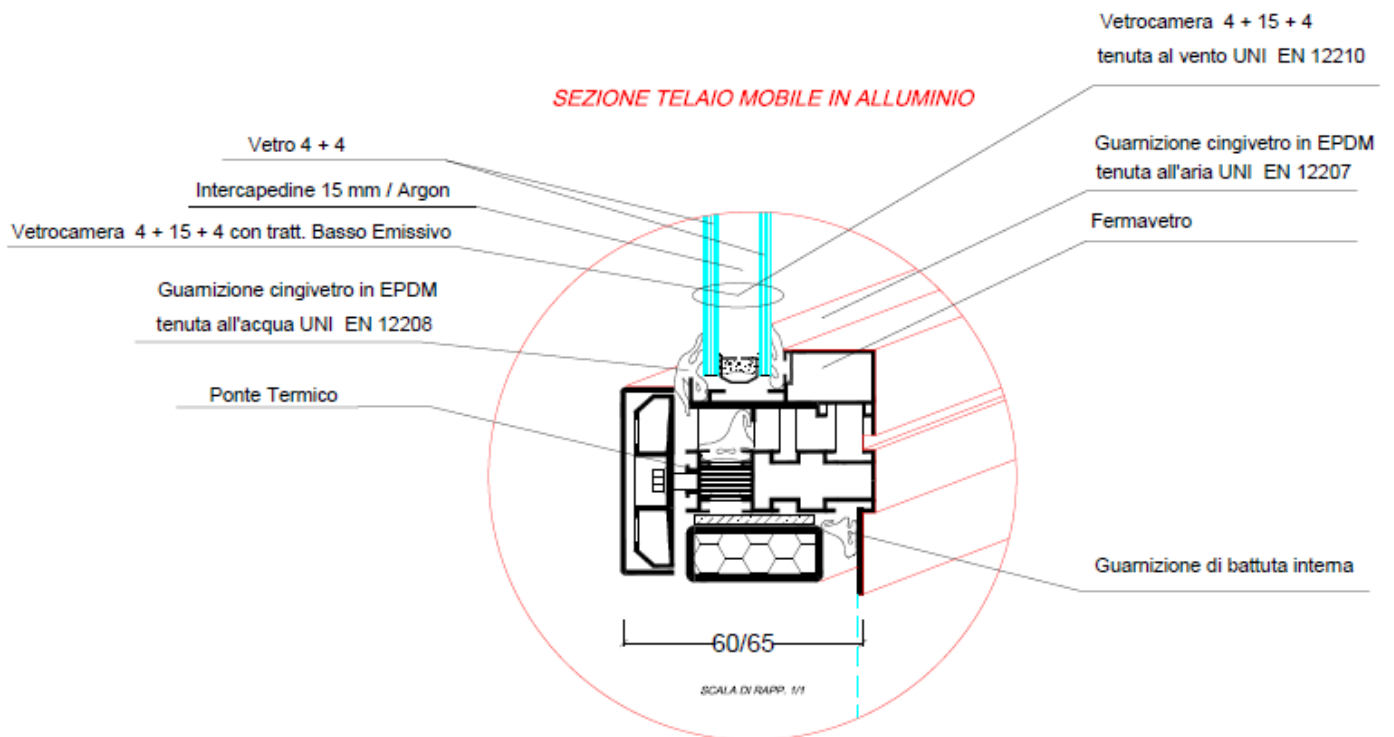 Vetrocamera 4 + 15 + 4
tenuta al vento UNI EN 12210
SEZIONE TELAIO MOBILE IN ALLUMINIO
Vetro 4 + 4
Intercapedine 15 mm / Argon
Vetrocamera 4 + 15 + 4 con tratt. Basso Emissivo
Guarnizione cingivetro in EPDM
tenuta all'acqua UNI EN 12208
Ponte Termico
Guarnizione cingivetro in EPDM
tenuta all'aria UNI EN 12207
Fermavetro
Guarnizione di battuta interna
60/65
SCALA DI RAPP. 1/1